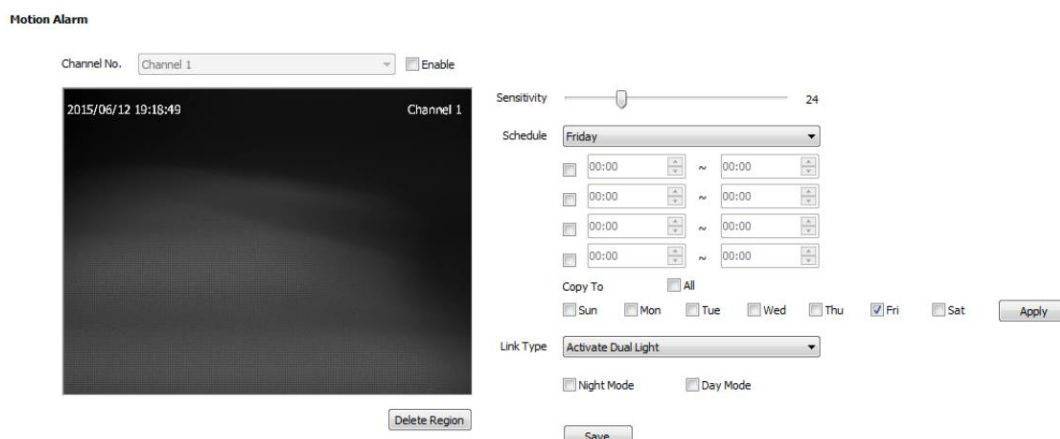 Motion Alarm
Channel No. Channel 1 Enable
2015/06/12 19:18:49 Channel 1
Sensitivity 24
Schedule Friday
00:00 ~ 00:00
00:00 ~ 00:00
00:00 ~ 00:00
00:00 ~ 00:00
Copy To All
Sun Mon Tue Wed Thu Fri Sat Apply
Link Type Activate Dual Light
Night Mode Day Mode
Delete Region
Save